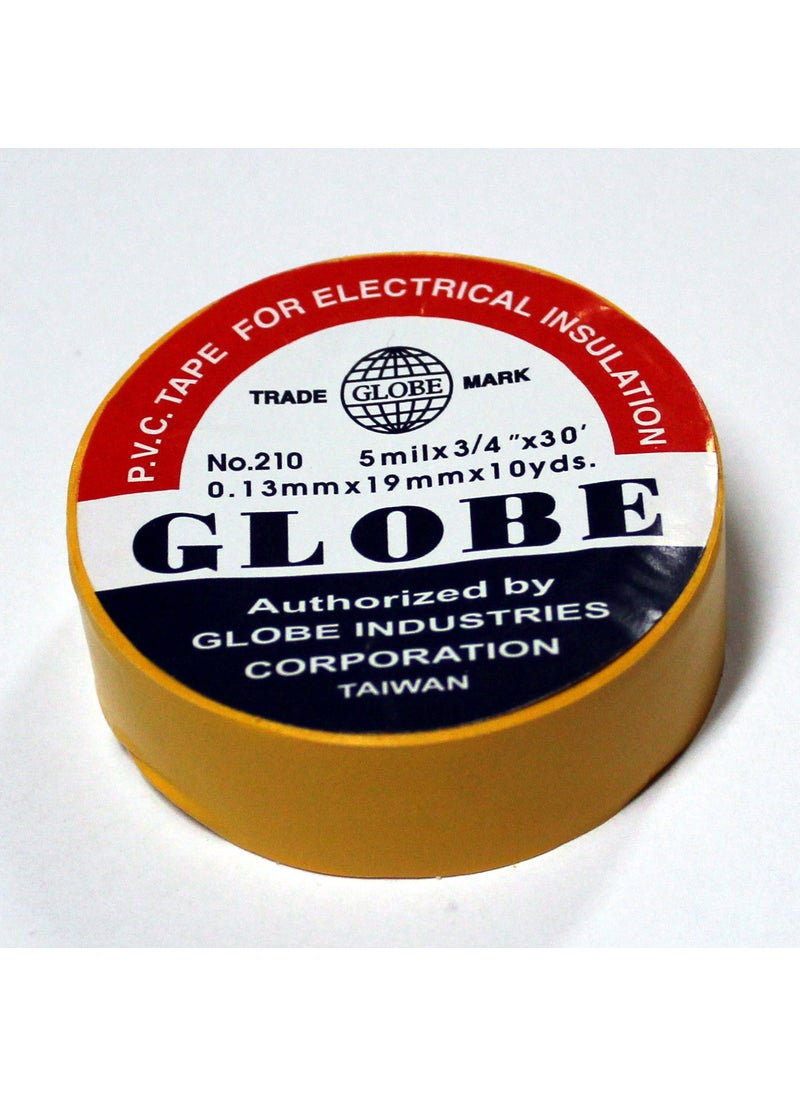 P.V.C. TAPE FOR ELECTRICAL INSULATION
TRADE GLOBE MARK
No.210 5milx3/4"x30'
0.13mmx19mmx10yds.
GLOBE
Authorized by
GLOBE INDUSTRIES
CORPORATION
TAIWAN